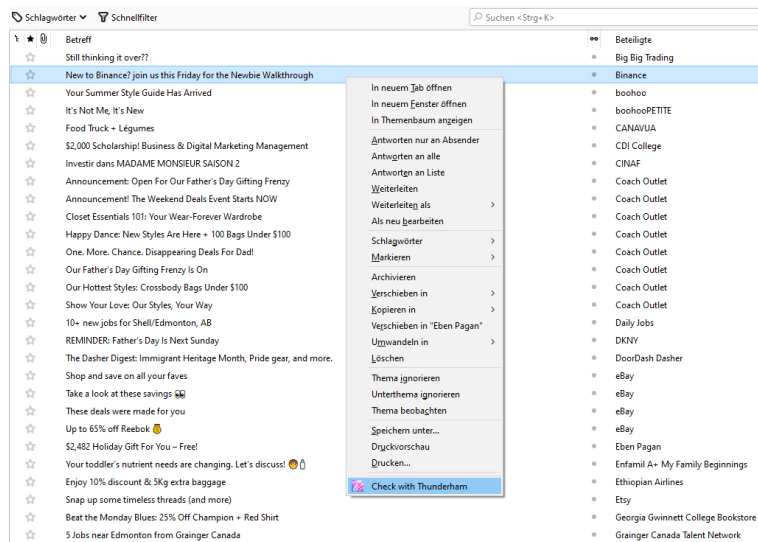 Schlagwörter Schnellfilter Suchen <Strg+K>
Betreff Beteiligte
Still thinking it over?? Big Big Trading
New to Binance? join us this Friday for the Newbie Walkthrough Binance
Your Summer Style Guide Has Arrived boohoo
It's Not Me, It's New boohooPETITE
Food Truck + Légumes CANAVUA
$2,000 Scholarship! Business & Digital Marketing Management CDI College
Investir dans MADAME MONSIEUR SAISON 2 CINAF
Announcement: Open For Our Father's Day Gifting Frenzy Coach Outlet
Announcement! The Weekend Deals Event Starts NOW Coach Outlet
Closet Essentials 101: Your Wear-Forever Wardrobe Coach Outlet
Happy Dance: New Styles Are Here + 100 Bags Under $100 Coach Outlet
One. More. Chance. Disappearing Deals For Dad! Coach Outlet
Our Father's Day Gifting Frenzy Is On Coach Outlet
Our Hottest Styles: Crossbody Bags Under $100 Coach Outlet
Show Your Love: Our Styles, Your Way Coach Outlet
10+ new jobs for Shell/Edmonton, AB Daily Jobs
REMINDER: Father's Day Is Next Sunday DKNY
The Dasher Digest: Immigrant Heritage Month, Pride gear, and more. DoorDash Dasher
Shop and save on all your faves eBay
Take a look at these savings 👀 eBay
These deals were made for you eBay
Up to 65% off Reebok 🏅 eBay
$2,482 Holiday Gift For You – Free! Eben Pagan
Your toddler's nutrient needs are changing. Let's discuss! 🧒🍼 Enfamil A+ My Family Beginnings
Enjoy 10% discount & 5Kg extra baggage Ethiopian Airlines
Snap up some timeless threads (and more) Etsy
Beat the Monday Blues: 25% Off Champion + Red Shirt Georgia Gwinnett College Bookstore
5 Jobs near Edmonton from Grainger Canada Grainger Canada Talent Network
In neuem Tab öffnen
In neuem Fenster öffnen
In Themenbaum anzeigen
Antworten nur an Absender
Antworten an alle
Antworten an Liste
Weiterleiten
Weiterleiten als
Als neu bearbeiten
Schlagwörter
Markieren
Archivieren
Verschieben in
Kopieren in
Verschieben in "Eben Pagan"
Umwandeln in
Löschen
Thema ignorieren
Unterthema ignorieren
Thema beobachten
Speichern unter...
Druckvorschau
Drucken...
Check with Thunderham